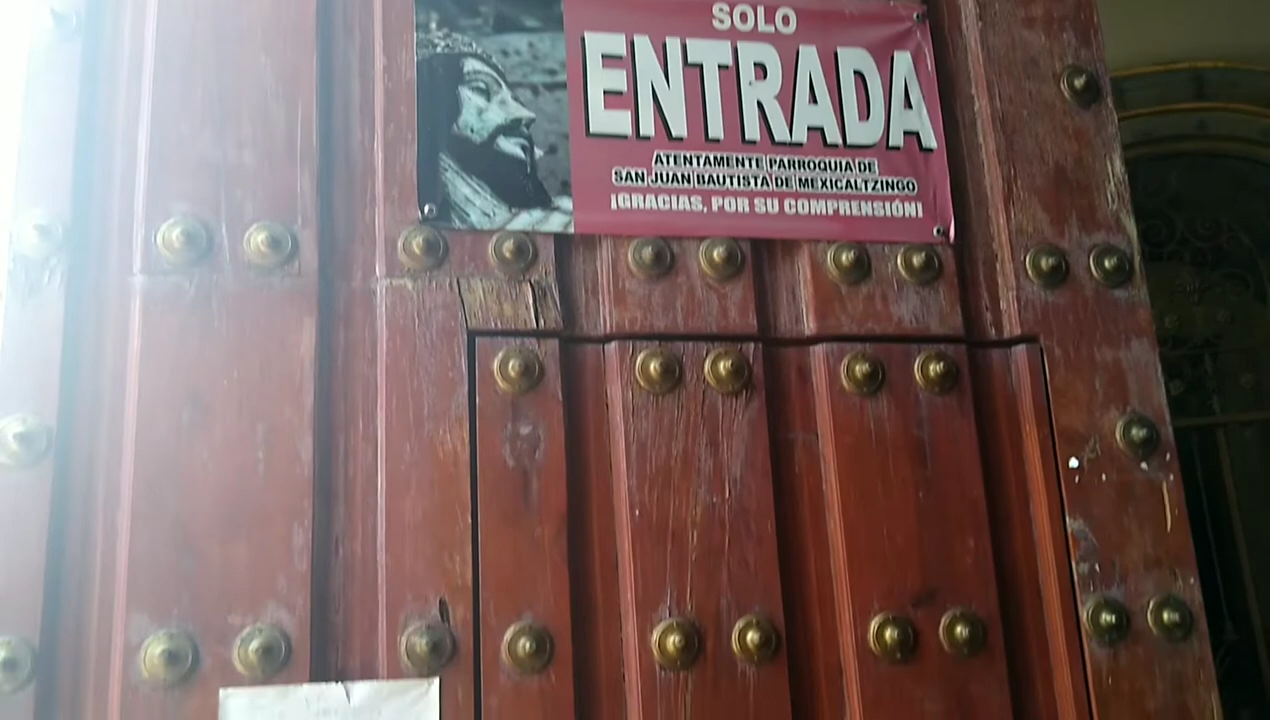 SOLO
ENTRADA
ATENTAMENTE PARROQUIA DE
SAN JUAN BAUTISTA DE MEXICALTZINGO
¡GRACIAS, POR SU COMPRENSIÓN!